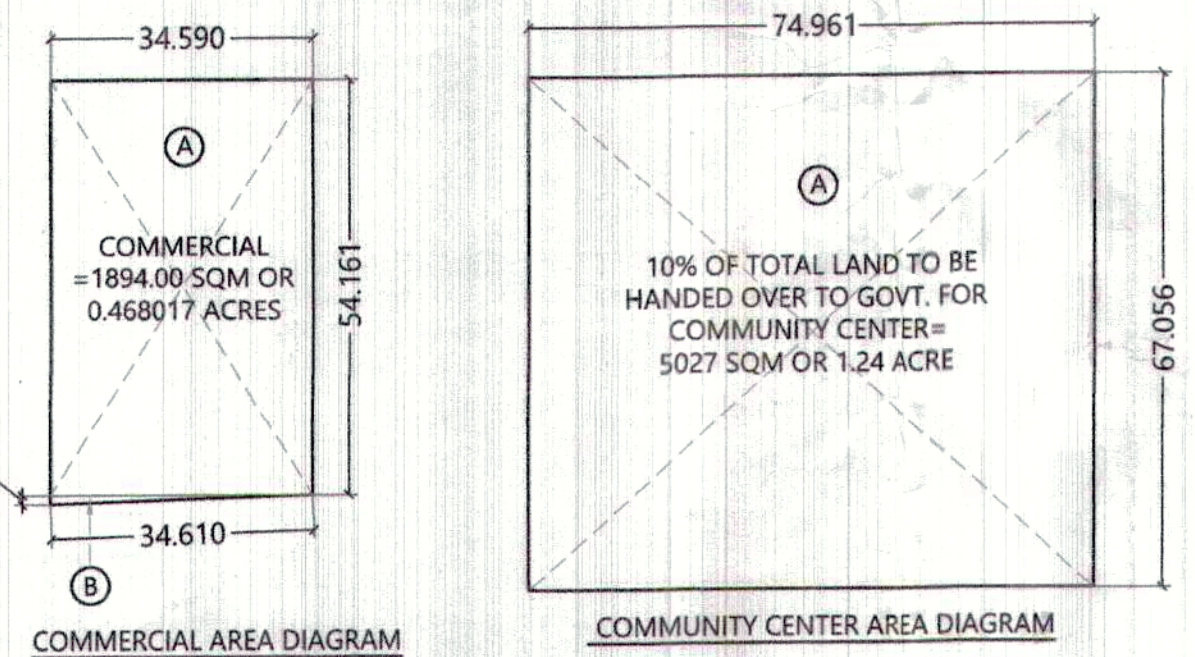 34.590
A
COMMERCIAL
=1894.00 SQM OR
0.468017 ACRES
54.161
34.610
B
COMMERCIAL AREA DIAGRAM
74.961
A
10% OF TOTAL LAND TO BE
HANDED OVER TO GOVT. FOR
COMMUNITY CENTER=
5027 SQM OR 1.24 ACRE
67.056
COMMUNITY CENTER AREA DIAGRAM